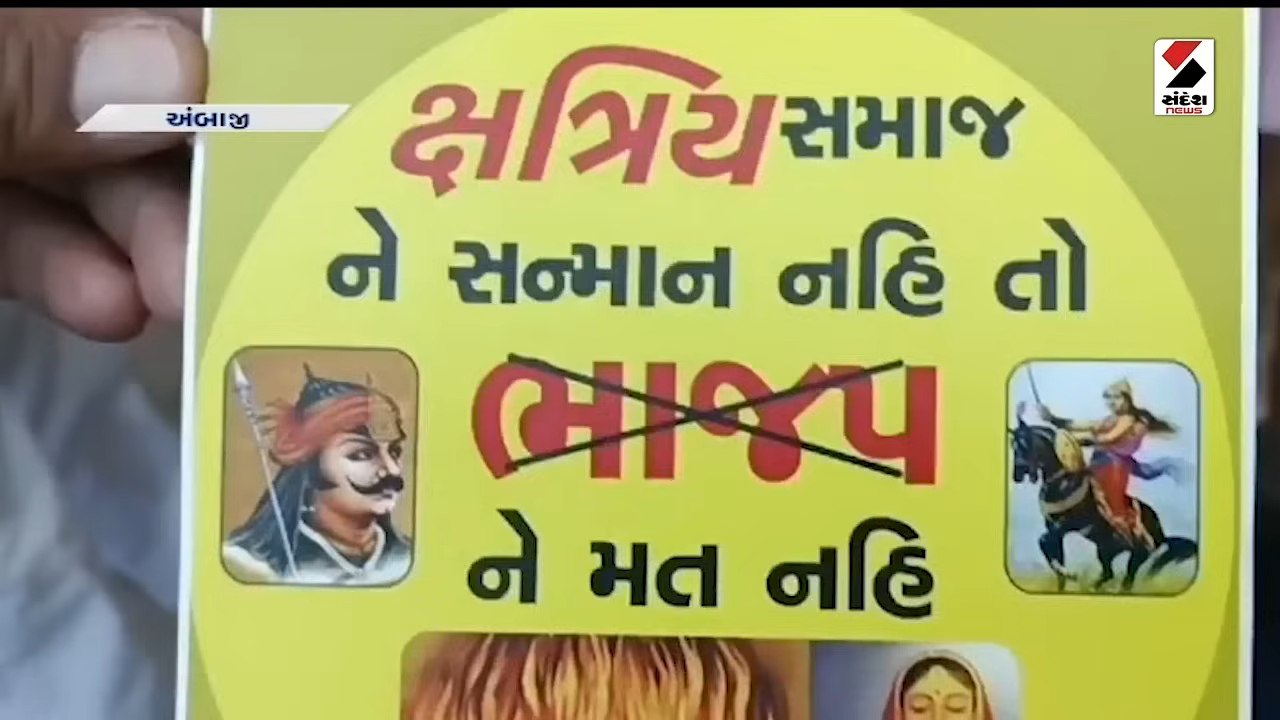 સંદેશ
NEWS
અંબાજી
ક્ષત્રિય સમાજ
ને સન્માન નહિ તો
ભાજપ
ને મત નહિ